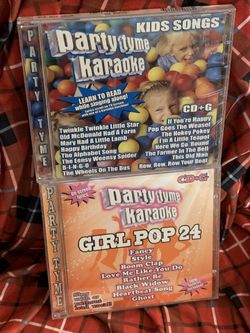 KIDS SONGS
PARTY TYME
party tyme
karaoke
LEARN TO READ
while singing along!
CD+G
Twinkle Twinkle Little Star
Old McDonald Had A Farm
Mary Had A Little Lamb
Happy Birthday
The Alphabet Song
The Eensy Weensy Spider
B-I-N-G-O
The Wheels On The Bus
If You're Happy
Pop Goes The Weasel
The Hokey Pokey
I'm A Little Teapot
Here We Go 'Round
The Farmer In The Dell
This Old Man
Row, Row, Row Your Boat
CD+G
PARTY TYME
party tyme
karaoke
GIRL POP 24
Fancy
Style
Boom Clap
Love Me Like You Do
Rather Be
Black Widow
Heartbeat Song
Ghost